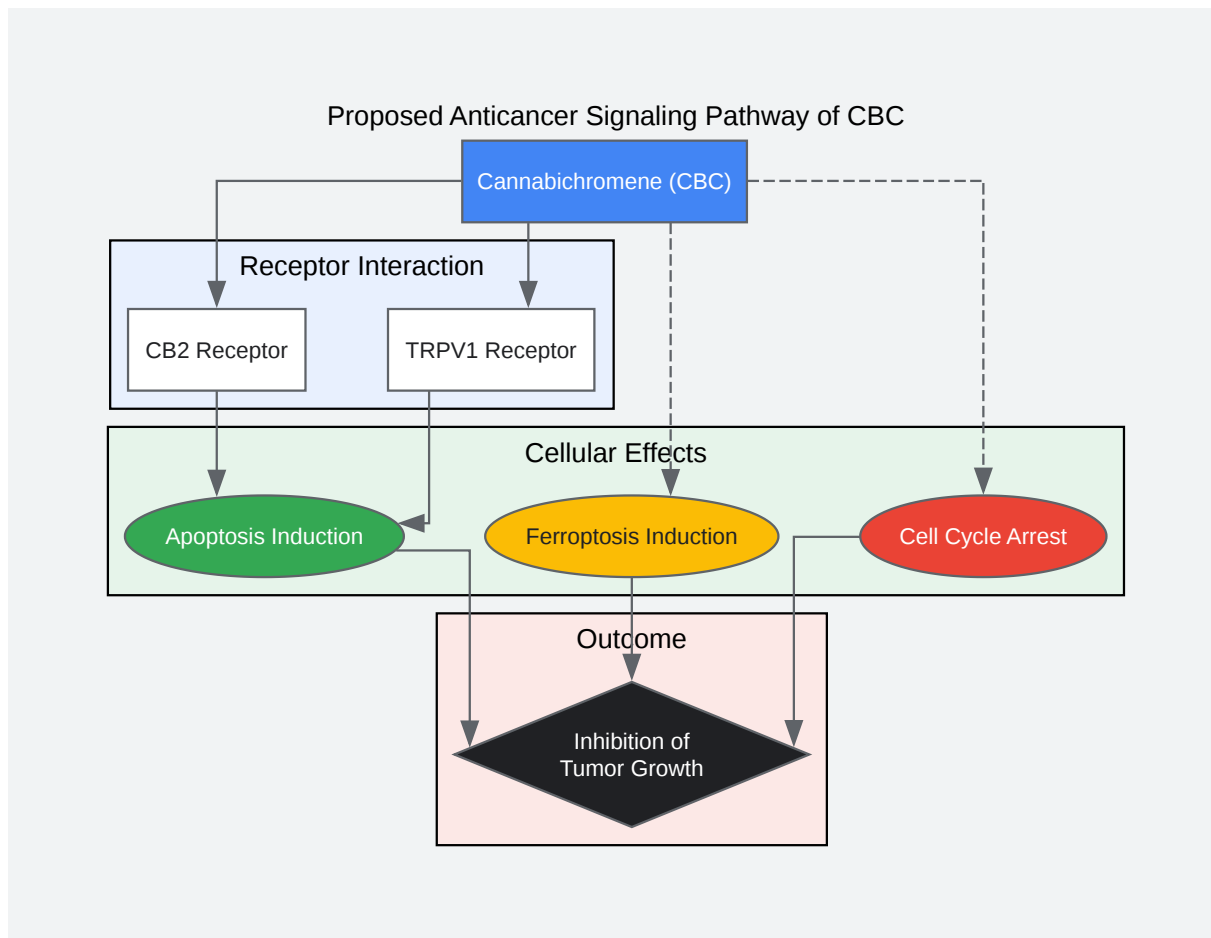 Proposed Anticancer Signaling Pathway of CBC
Cannabichromene (CBC)
Receptor Interaction
CB2 Receptor
TRPV1 Receptor
Cellular Effects
Apoptosis Induction
Ferroptosis Induction
Cell Cycle Arrest
Outcome
Inhibition of
Tumor Growth